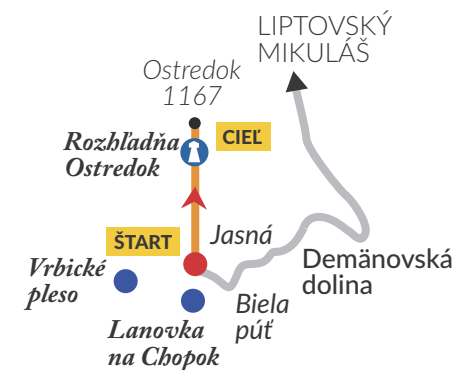 LIPTOVSKÝ
MIKULÁŠ
Ostredok
1167
Rozhľadňa
Ostredok
CIEĽ
ŠTART
Jasná
Vrbické
pleso
Demänovská
dolina
Biela
púť
Lanovka
na Chopok